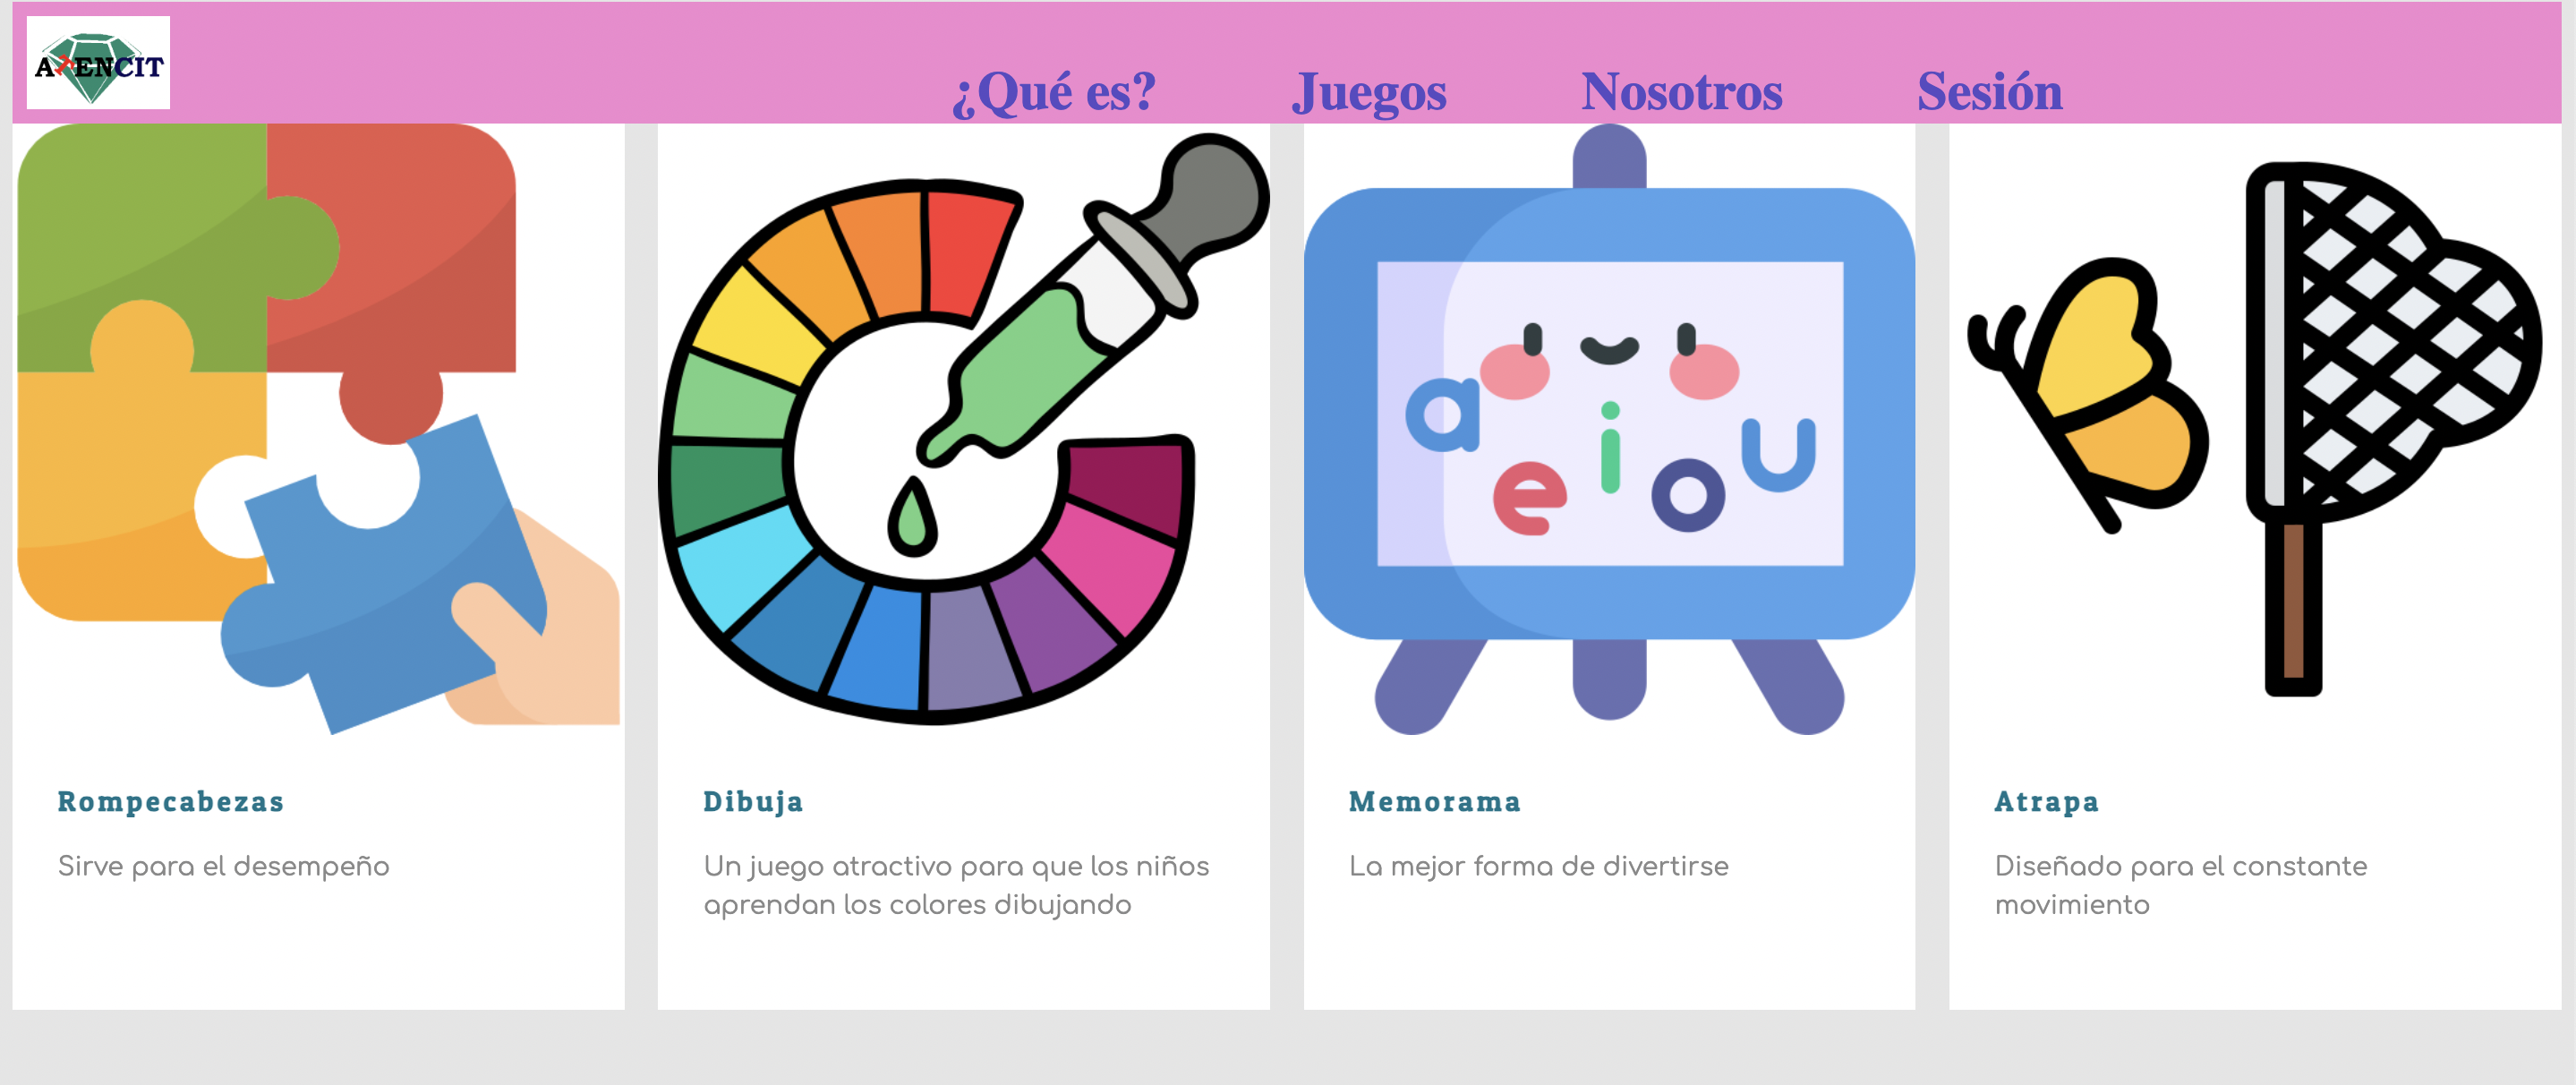 AXENCIT
¿Qué es? Juegos Nosotros Sesión
a e i o u
Rompecabezas
Sirve para el desempeño
Dibuja
Un juego atractivo para que los niños
aprendan los colores dibujando
Memorama
La mejor forma de divertirse
Atrapa
Diseñado para el constante
movimiento